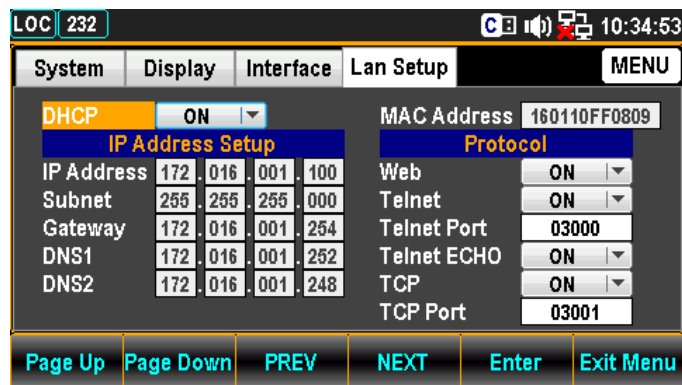 LOC 232 C 10:34:53
System Display Interface Lan Setup MENU
DHCP ON
IP Address Setup
IP Address 172 . 016 . 001 . 100
Subnet 255 . 255 . 255 . 000
Gateway 172 . 016 . 001 . 254
DNS1 172 . 016 . 001 . 252
DNS2 172 . 016 . 001 . 248
MAC Address 160110FF0809
Protocol
Web ON
Telnet ON
Telnet Port 03000
Telnet ECHO ON
TCP ON
TCP Port 03001
Page Up Page Down PREV NEXT Enter Exit Menu